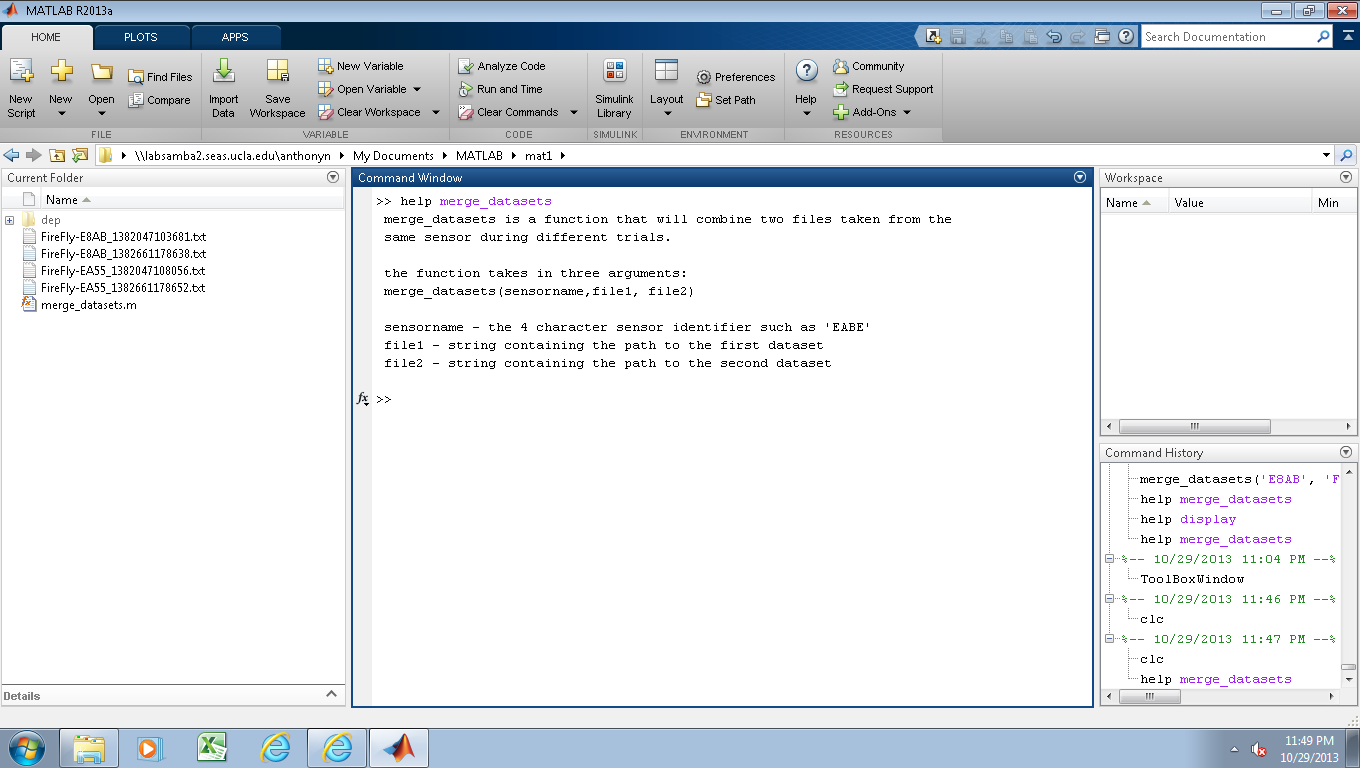 MATLAB R2013a
HOME PLOTS APPS
Search Documentation
New Script
New
Open
Find Files
Compare
FILE
Import Data
Save Workspace
New Variable
Open Variable
Clear Workspace
VARIABLE
Analyze Code
Run and Time
Clear Commands
CODE
Simulink Library
SIMULINK
Layout
Preferences
Set Path
ENVIRONMENT
Help
Community
Request Support
Add-Ons
RESOURCES
\\labsamba2.seas.ucla.edu\anthonyn My Documents MATLAB mat1
Current Folder
Name
dep
FireFly-E8AB_1382047103681.txt
FireFly-E8AB_1382661178638.txt
FireFly-EA55_1382047108056.txt
FireFly-EA55_1382661178652.txt
merge_datasets.m
Details
Command Window
>> help merge_datasets
merge_datasets is a function that will combine two files taken from the
same sensor during different trials.
the function takes in three arguments:
merge_datasets(sensorname,file1, file2)
sensorname - the 4 character sensor identifier such as 'EABE'
file1 - string containing the path to the first dataset
file2 - string containing the path to the second dataset
fx >>
Workspace
Name Value Min
Command History
merge_datasets('E8AB', 'F
help merge_datasets
help display
help merge_datasets
%-- 10/29/2013 11:04 PM --%
ToolBoxWindow
%-- 10/29/2013 11:46 PM --%
clc
%-- 10/29/2013 11:47 PM --%
clc
help merge_datasets
11:49 PM
10/29/2013